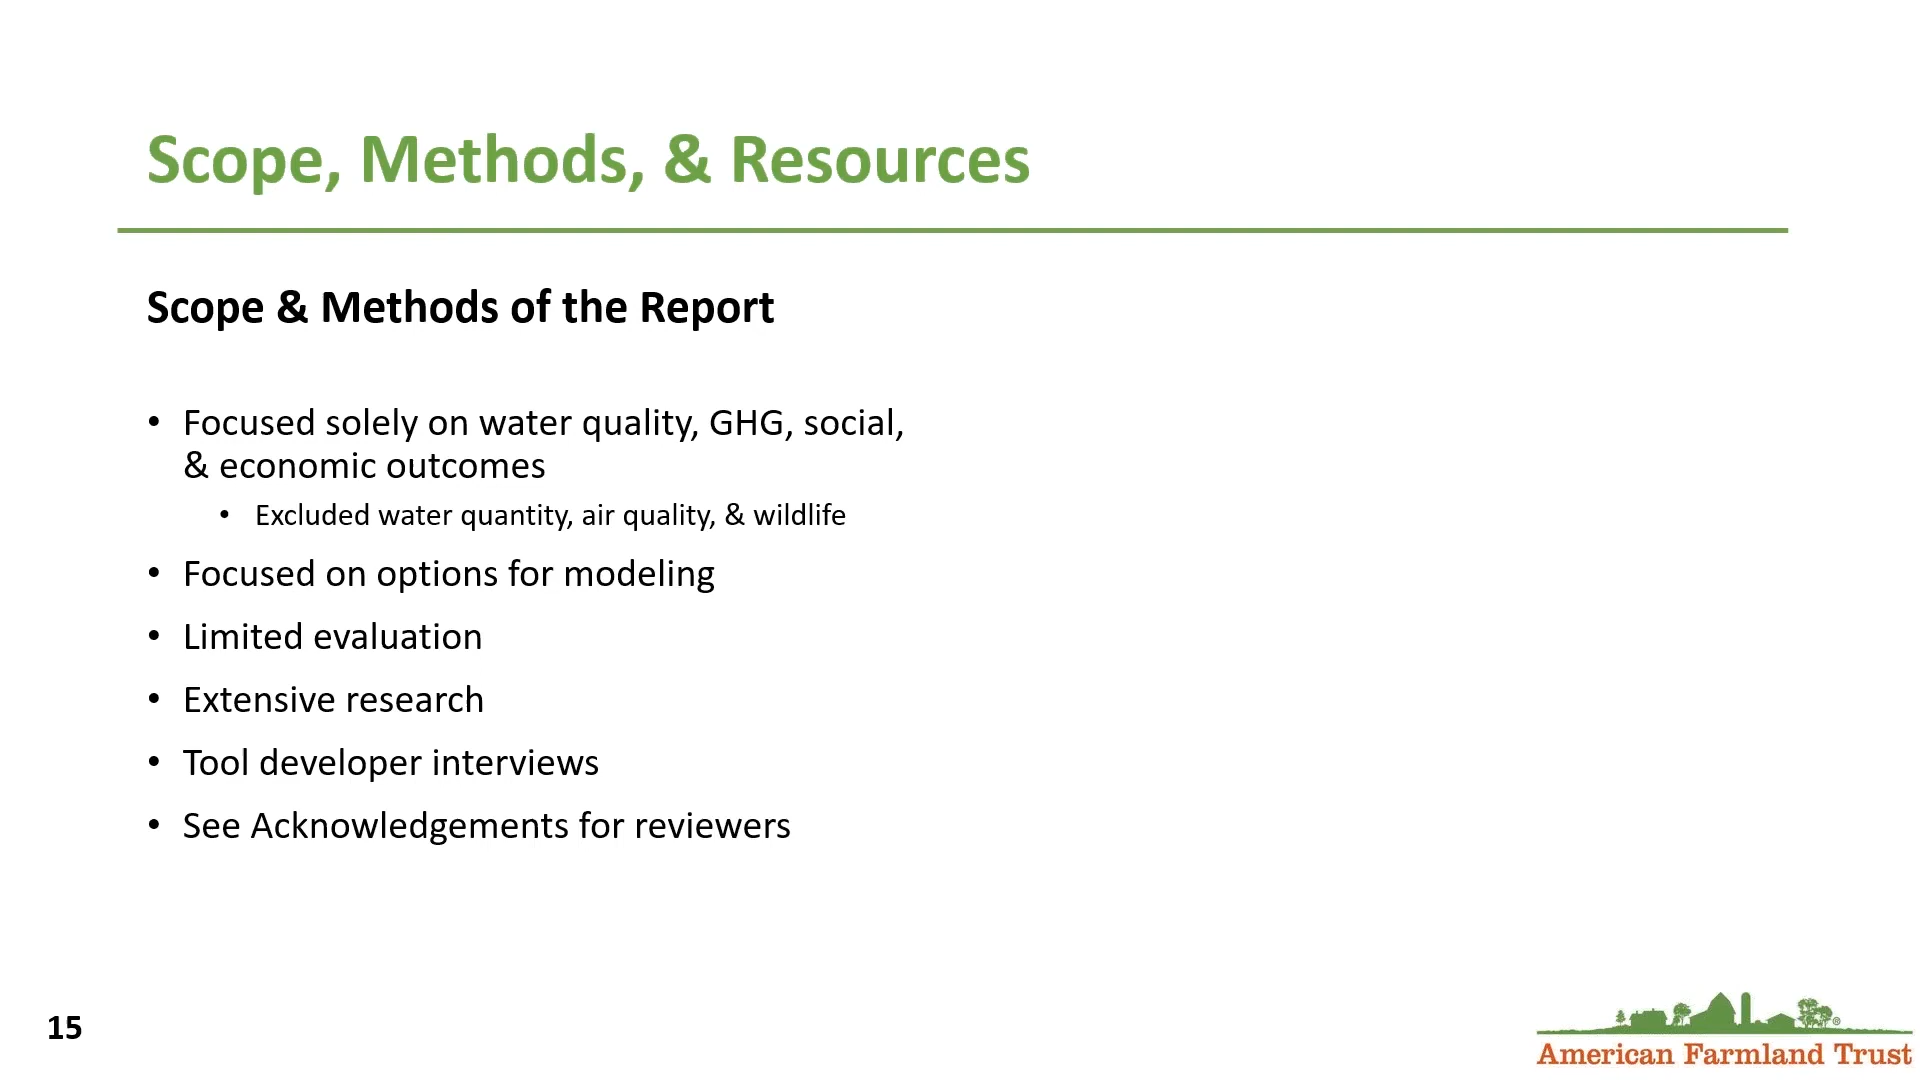 Scope, Methods, & Resources
Scope & Methods of the Report
• Focused solely on water quality, GHG, social,
& economic outcomes
• Excluded water quantity, air quality, & wildlife
• Focused on options for modeling
• Limited evaluation
• Extensive research
• Tool developer interviews
• See Acknowledgements for reviewers
15
®
American Farmland Trust